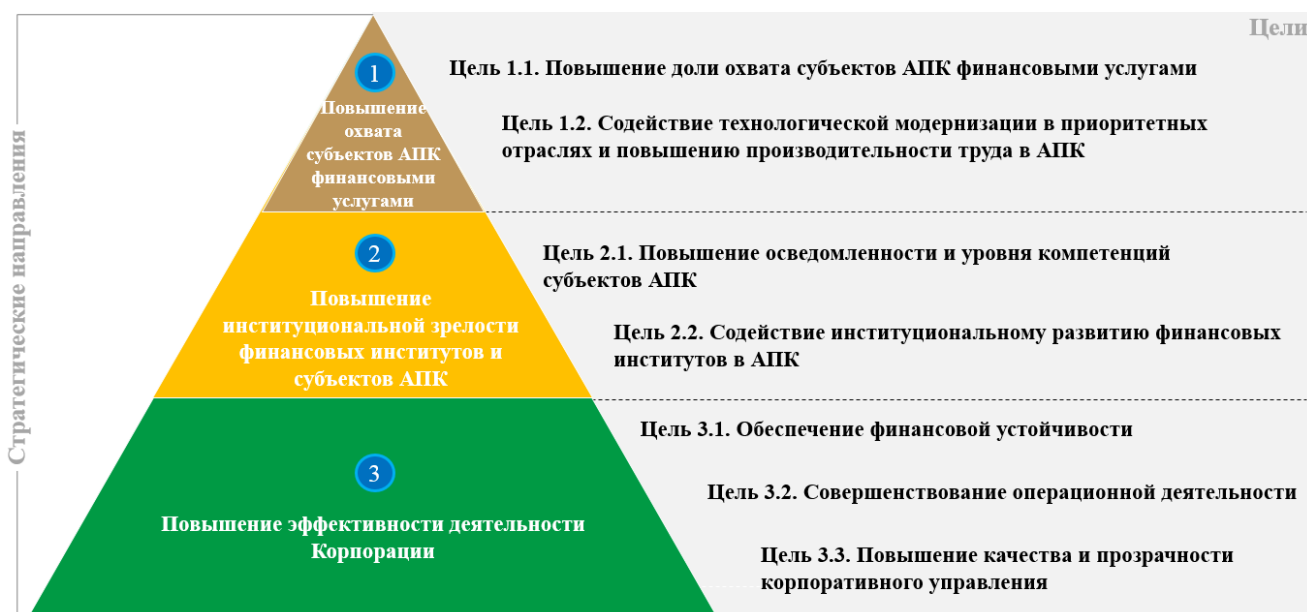 Стратегические направления
Цели
1
Повышение
охвата
субъектов АПК
финансовыми
услугами
Цель 1.1. Повышение доли охвата субъектов АПК финансовыми услугами
Цель 1.2. Содействие технологической модернизации в приоритетных
отраслях и повышению производительности труда в АПК
2
Повышение
институциональной зрелости
финансовых институтов и
субъектов АПК
Цель 2.1. Повышение осведомленности и уровня компетенций
субъектов АПК
Цель 2.2. Содействие институциональному развитию финансовых
институтов в АПК
3
Повышение эффективности деятельности
Корпорации
Цель 3.1. Обеспечение финансовой устойчивости
Цель 3.2. Совершенствование операционной деятельности
Цель 3.3. Повышение качества и прозрачности
корпоративного управления